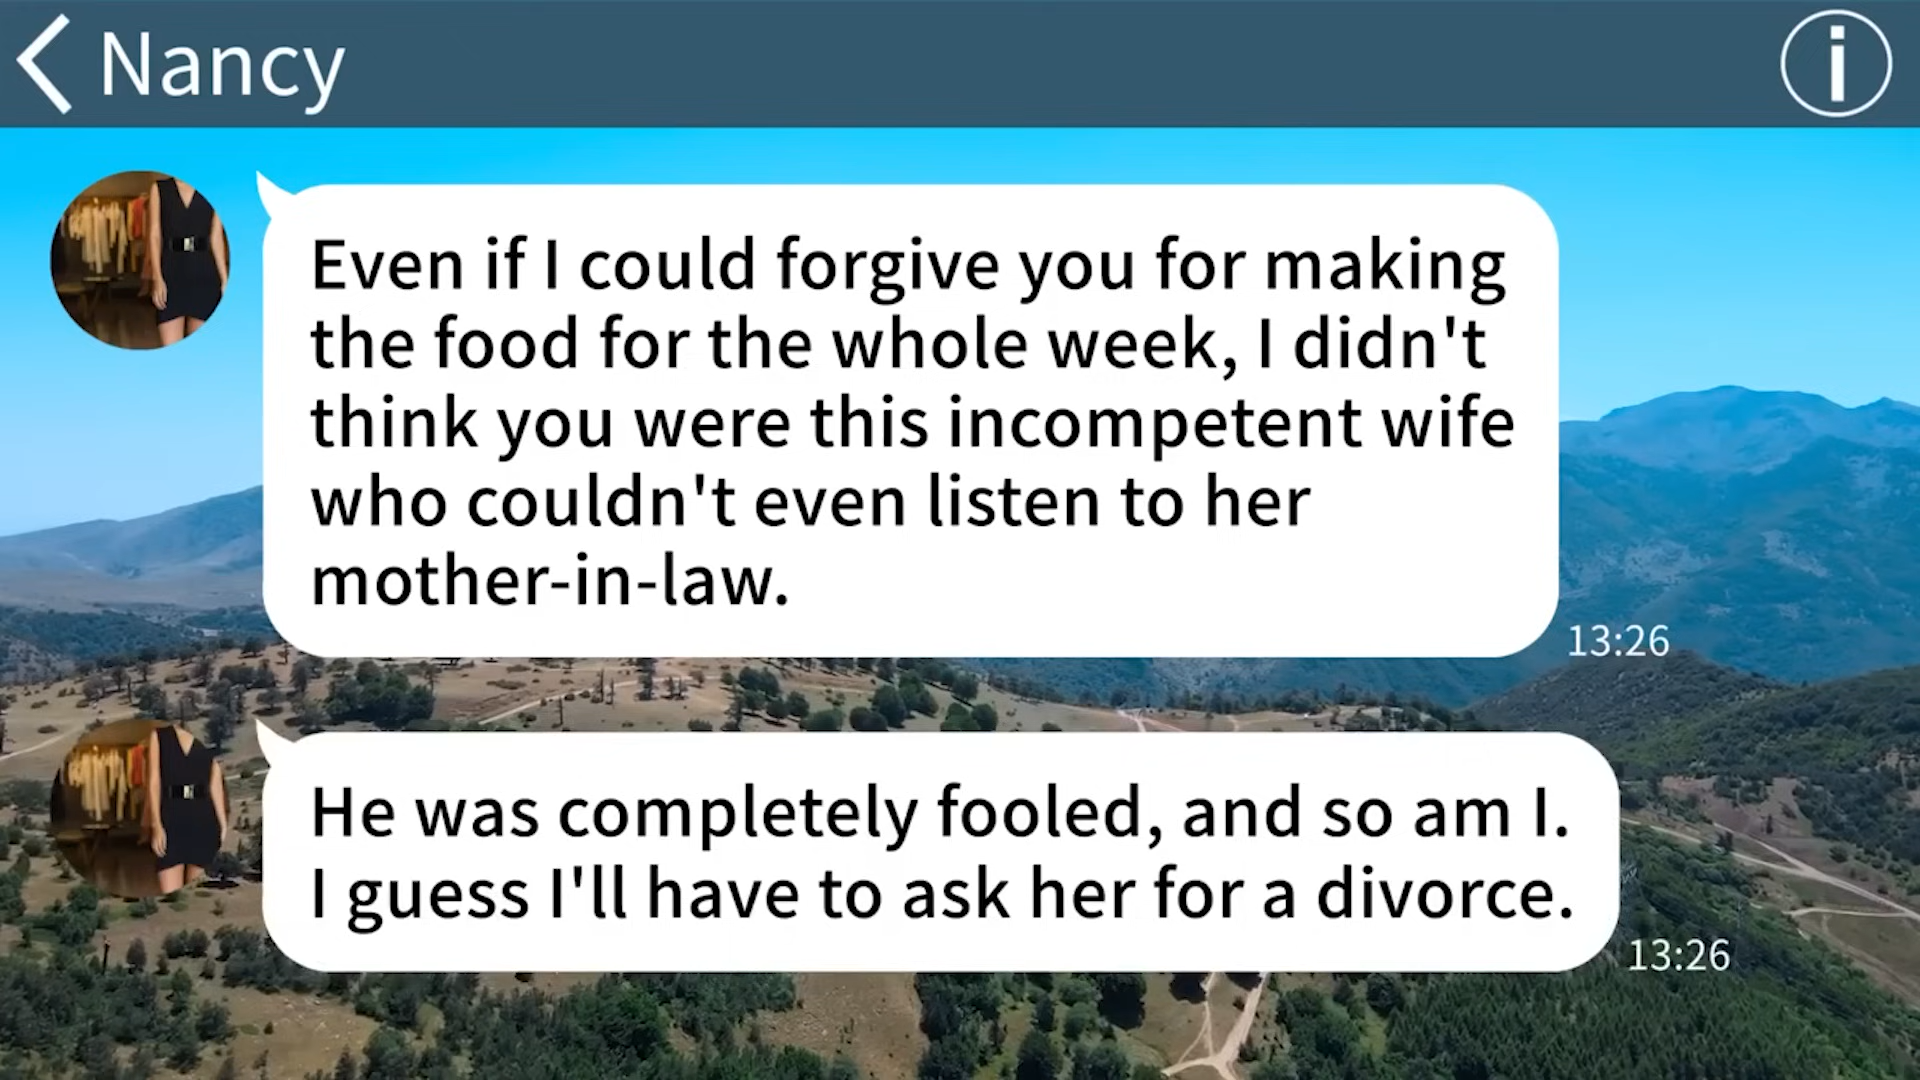 Nancy
i
Even if I could forgive you for making
the food for the whole week, I didn't
think you were this incompetent wife
who couldn't even listen to her
mother-in-law.
13:26
He was completely fooled, and so am I.
I guess I'll have to ask her for a divorce.
13:26